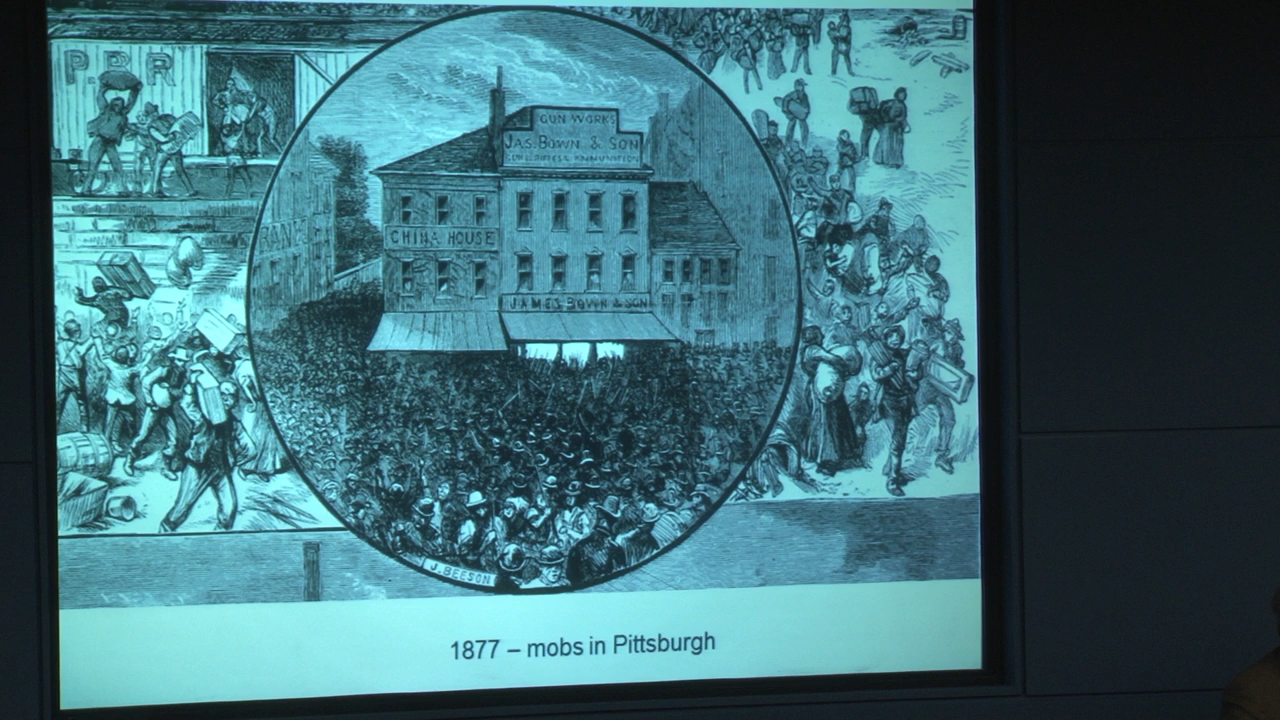 P.R.R
GUN WORKS
JAS. BOWN & SON
CHINA HOUSE
JAMES BOWN & SON
J. BEESON
1877 – mobs in Pittsburgh